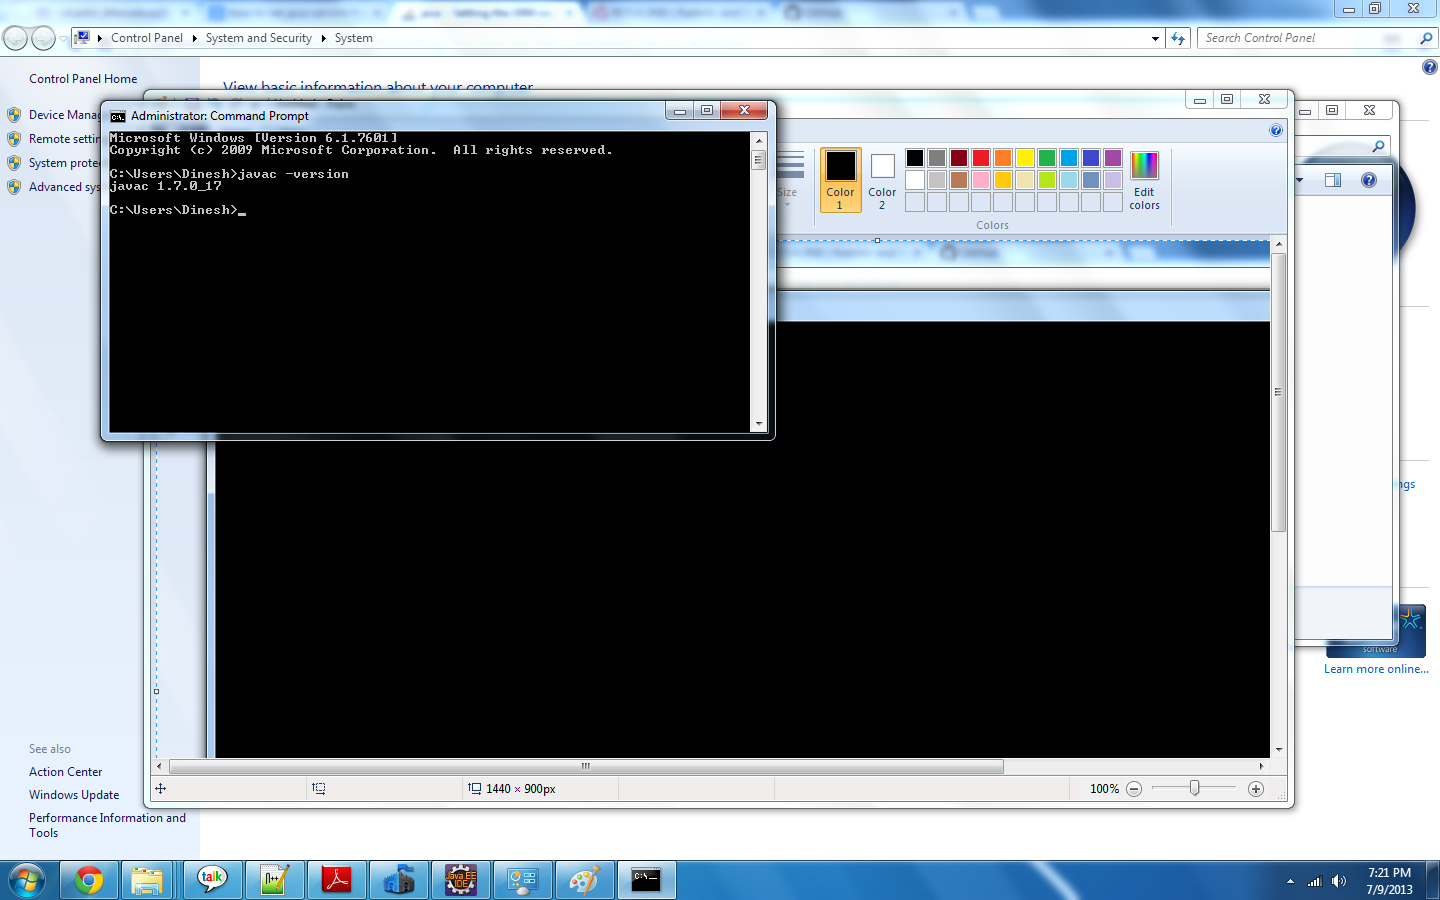 Control Panel
System and Security
System
Search Control Panel
Control Panel Home
View basic information about your computer
Device Manag
Remote settin
System protec
Advanced sys
Administrator: Command Prompt
Microsoft Windows [Version 6.1.7601]
Copyright (c) 2009 Microsoft Corporation.  All rights reserved.
C:\Users\Dinesh>javac -version
javac 1.7.0_17
C:\Users\Dinesh>_
Size
Color
1
Color
2
Edit
colors
Colors
ngs
software
Learn more online...
See also
Action Center
Windows Update
Performance Information and
Tools
1440 × 900px
100%
talk
Java EE
IDE
C:\_
7:21 PM
7/9/2013